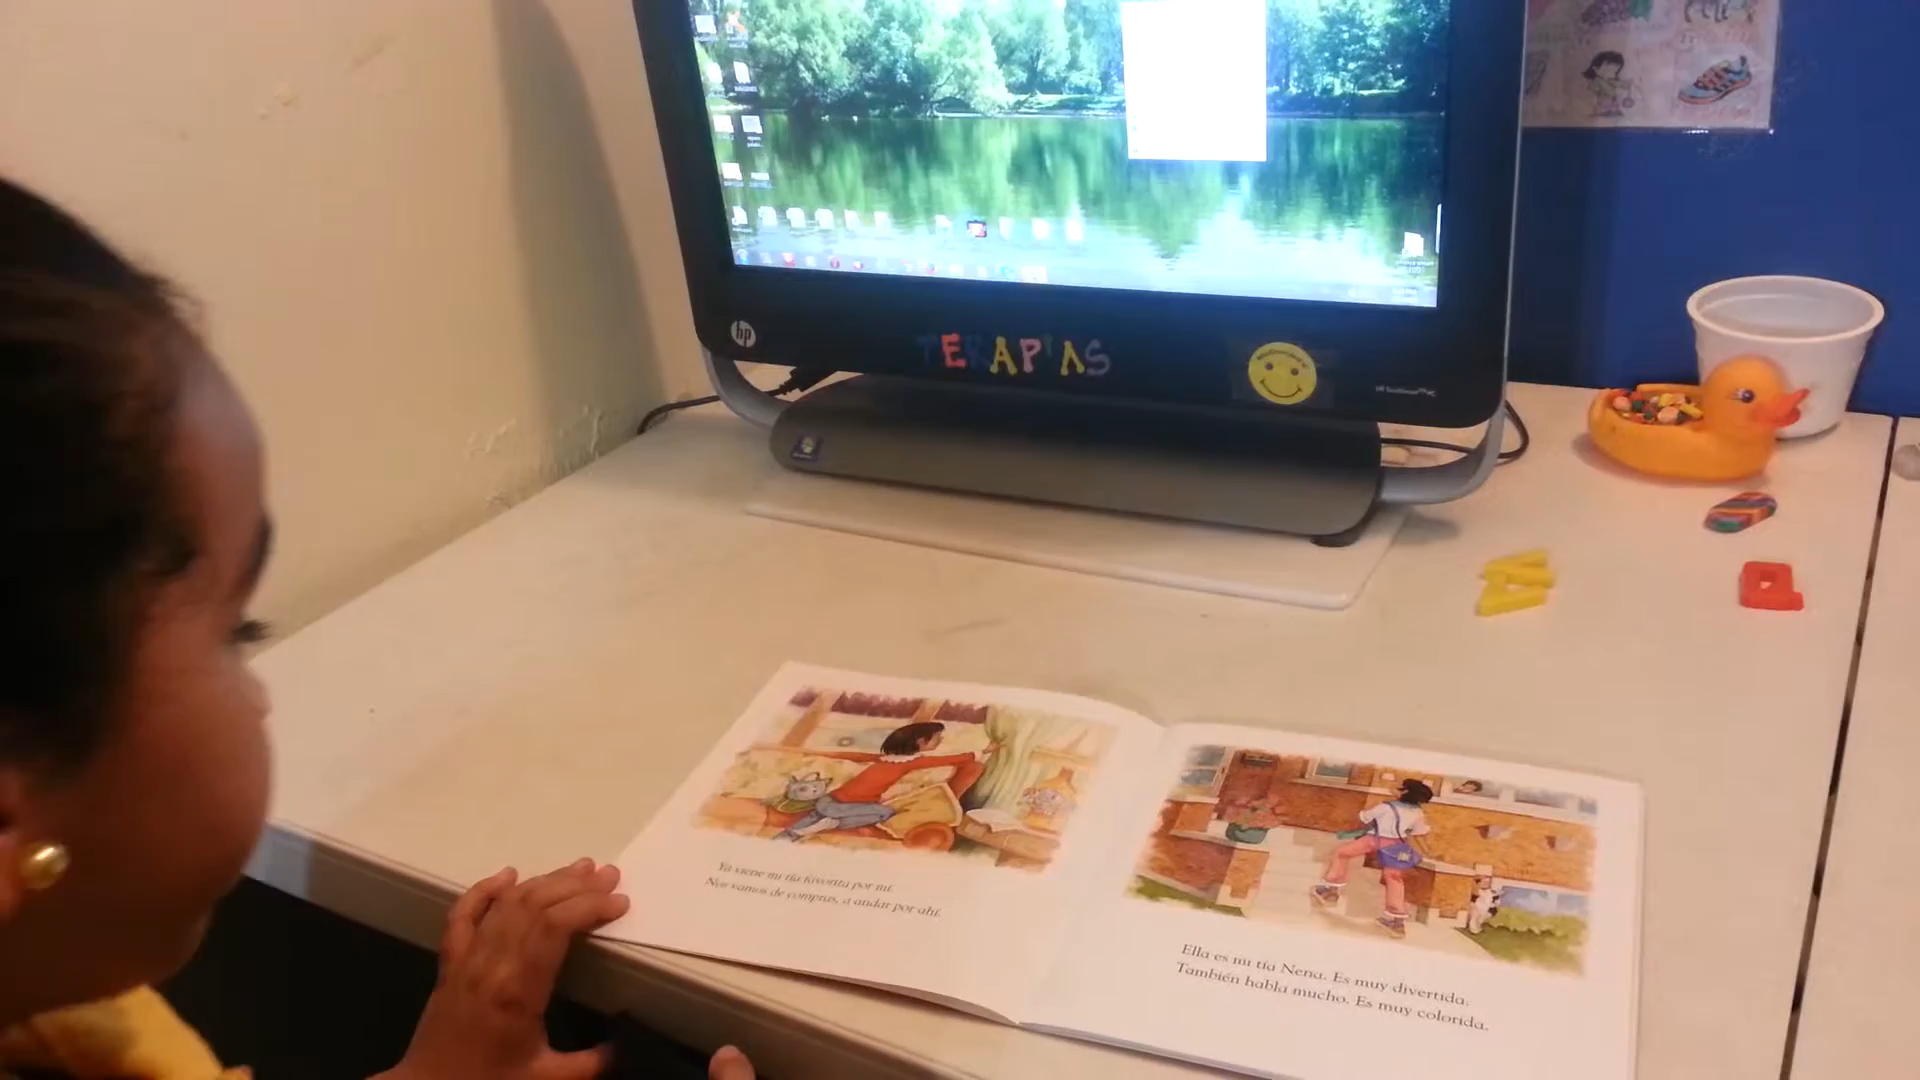 hp
TERAPIAS
Ya viene mi tía favorita por mí.
Nos vamos de compras, a andar por ahí.
Ella es mi tía Nena. Es muy divertida.
También habla mucho. Es muy colorida.